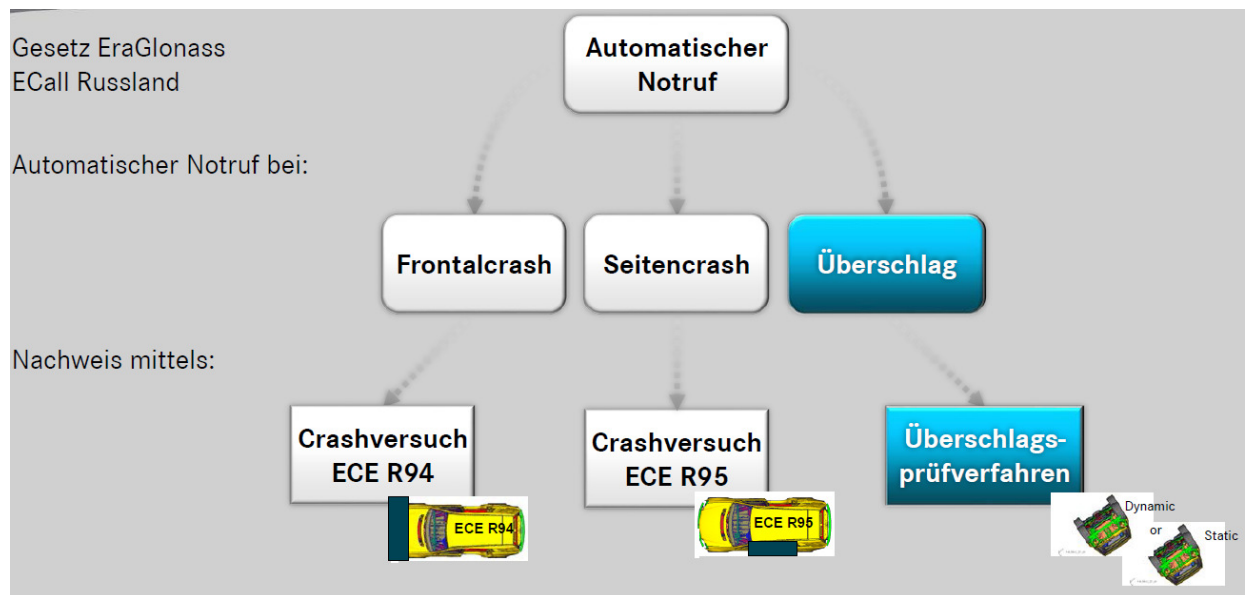 Gesetz EraGlonass
ECall Russland
Automatischer
Notruf
Automatischer Notruf bei:
Frontalcrash
Seitencrash
Überschlag
Nachweis mittels:
Crashversuch
ECE R94
Crashversuch
ECE R95
Überschlags-
prüfverfahren
ECE R94
ECE R95
Dynamic
or
Static